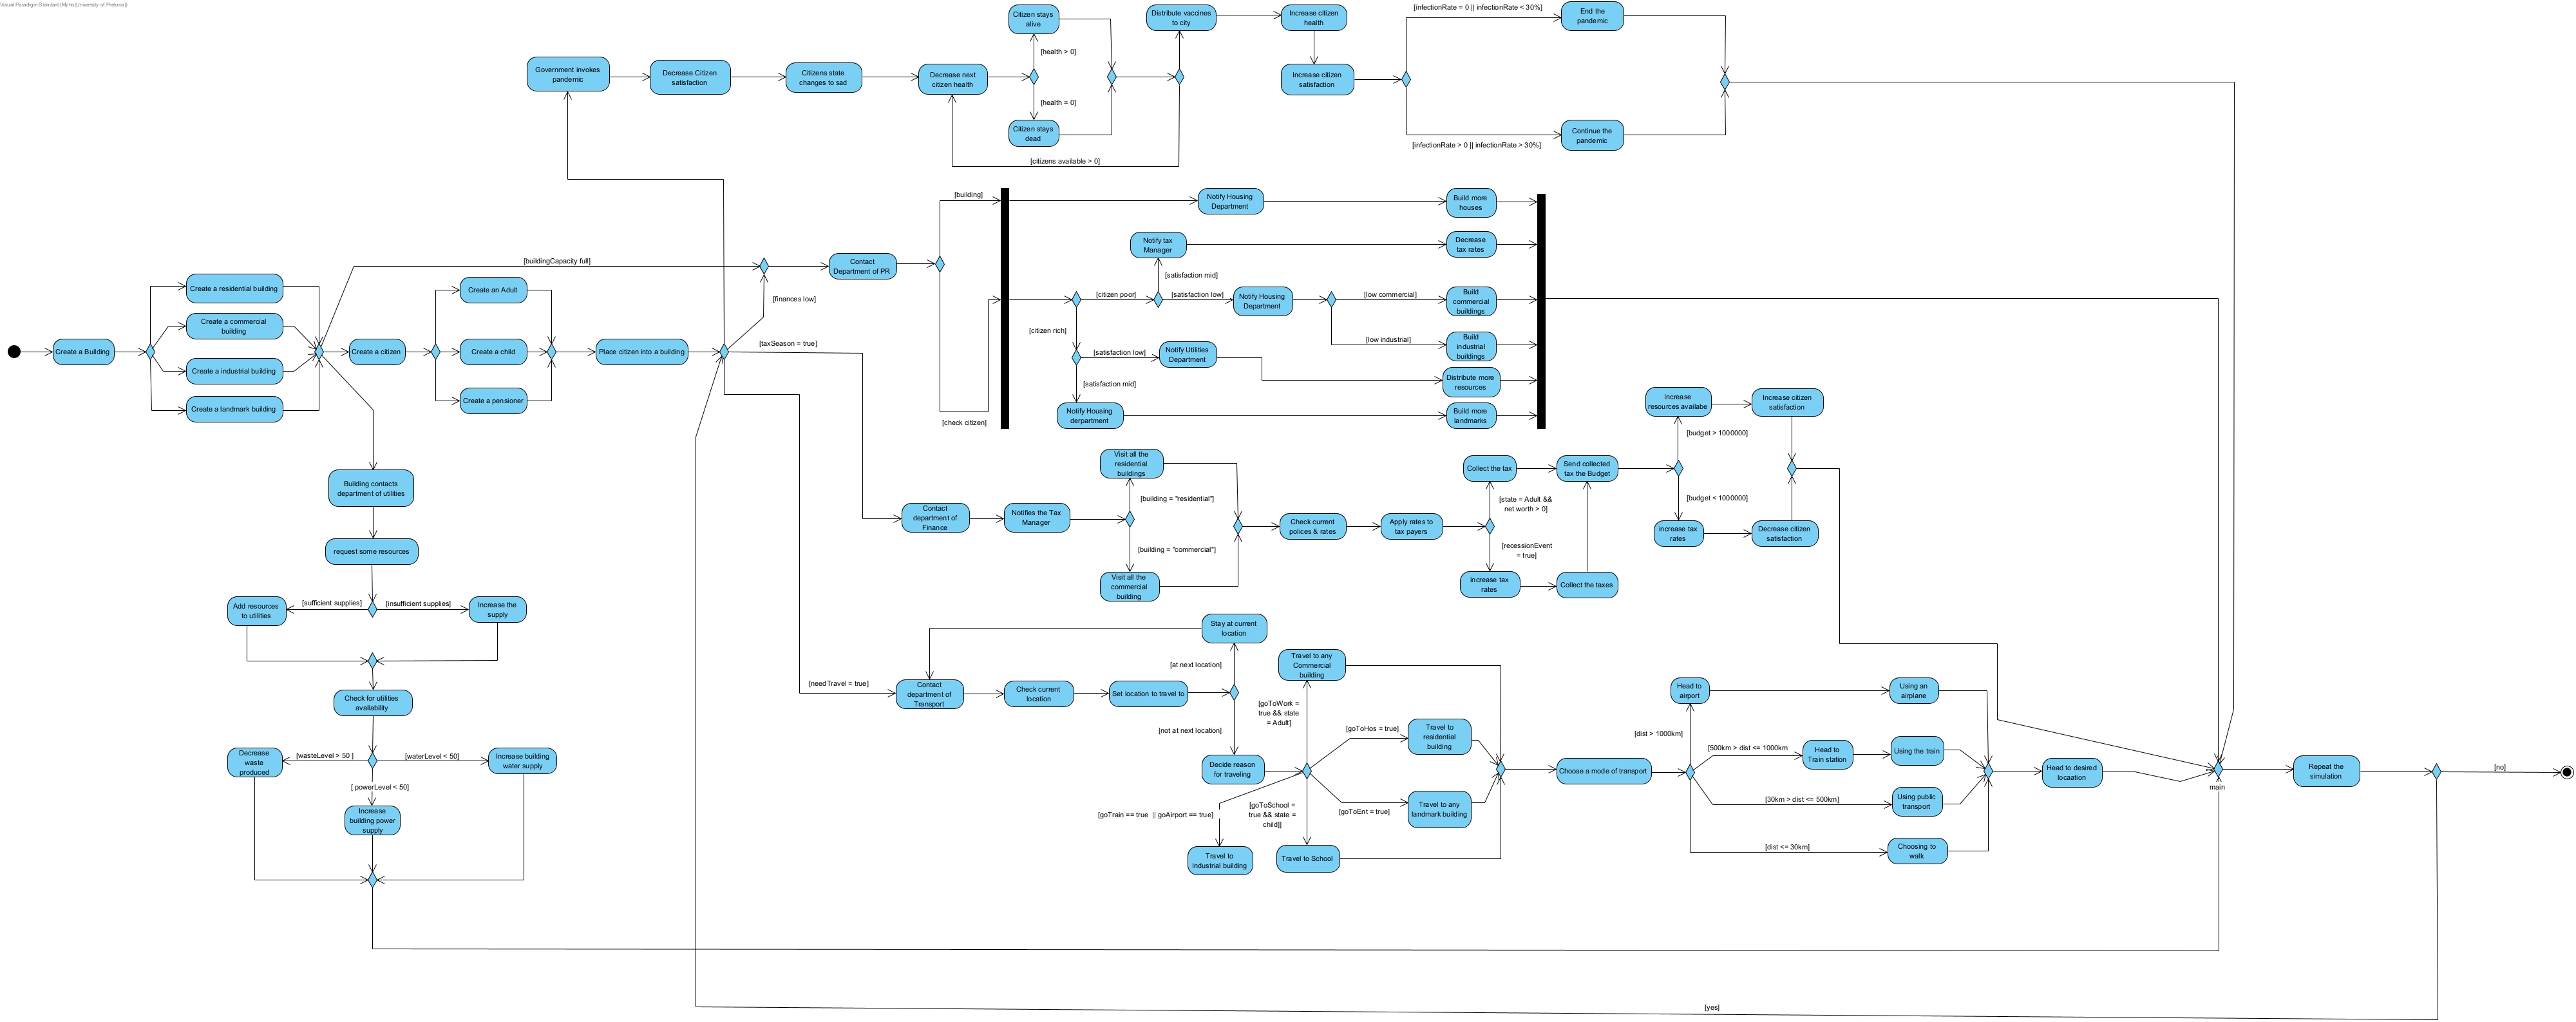 Visual Paradigm Standard(Mpho(University of Pretoria))
Citizen stays
alive
[health > 0]
Distribute vaccines
to city
Increase citizen
health
[infectionRate = 0 || infectionRate < 30%]
End the
pandemic
Government invokes
pandemic
Decrease Citizen
satisfaction
Citizens state
changes to sad
Decrease next
citizen health
Increase citizen
satisfaction
[health = 0]
Citizen stays
dead
[citizens available > 0]
Continue the
pandemic
[infectionRate > 0 || infectionRate > 30%]
[building]
Notify Housing
Department
Build more
houses
Notify tax
Manager
Decrease
tax rates
[satisfaction mid]
[buildingCapacity full]
Contact
Department of PR
[finances low]
[citizen poor]
[satisfaction low]
Notify Housing
Department
[low commercial]
Build
commercial
buildings
[citizen rich]
[low industrial]
Build
industrial
buildings
[satisfaction low]
Notify Utilities
Department
Distribute more
resources
[satisfaction mid]
Notify Housing
derpartment
Build more
landmarks
[check citizen]
Create a Building
Create a residential building
Create a commercial
building
Create a industrial building
Create a landmark building
Create a citizen
Create an Adult
Create a child
Create a pensioner
Place citizen into a building
[taxSeason = true]
Building contacts
department of utilities
request some resources
[sufficient supplies]
[insufficient supplies]
Add resources
to utilities
Increase the
supply
Check for utilities
availability
[wasteLevel > 50 ]
[waterLevel < 50]
Decrease
waste
produced
Increase building
water supply
[ powerLevel < 50]
Increase
building power
supply
Contact
department of
Finance
Notifies the Tax
Manager
Visit all the
residential
buildings
[building = "residential"]
[building = "commercial"]
Visit all the
commercial
building
Check current
polices & rates
Apply rates to
tax payers
Collect the tax
Send collected
tax the Budget
[state = Adult &&
net worth > 0]
[recessionEvent
= true]
increase tax
rates
Collect the taxes
Increase
resources availabe
Increase citizen
satisfaction
[budget > 1000000]
[budget < 1000000]
increase tax
rates
Decrease citizen
satisfaction
[needTravel = true]
Contact
department of
Transport
Check current
location
Set location to travel to
Stay at current
location
[at next location]
[not at next location]
Decide reason
for traveling
Travel to any
Commercial
building
[goToWork =
true && state
= Adult]
[goToHos = true]
Travel to
residential
building
[goToEnt = true]
Travel to any
landmark building
[goTrain == true || goAirport == true]
[goToSchool =
true && state =
child]]
Travel to
Industrial building
Travel to School
Choose a mode of transport
[dist > 1000km]
Head to
airport
Using an
airplane
[500km > dist <= 1000km
Head to
Train station
Using the train
[30km > dist <= 500km]
Using public
transport
[dist <= 30km]
Choosing to
walk
Head to desired
locaation
main
Repeat the
simulation
[no]
[yes]